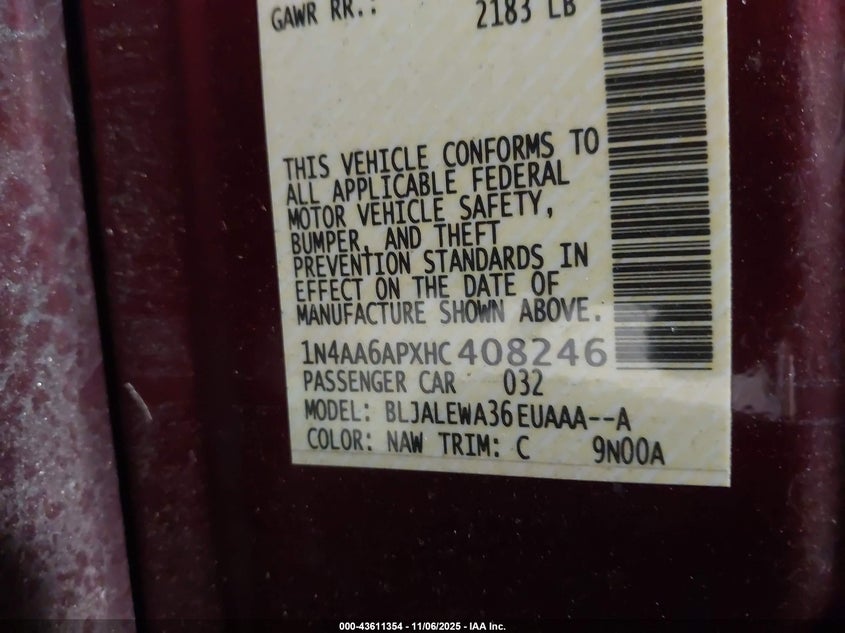 GAWR RR.: 2183 LB
THIS VEHICLE CONFORMS TO
ALL APPLICABLE FEDERAL
MOTOR VEHICLE SAFETY,
BUMPER, AND THEFT
PREVENTION STANDARDS IN
EFFECT ON THE DATE OF
MANUFACTURE SHOWN ABOVE.
1N4AA6APXHC408246
PASSENGER CAR 032
MODEL: BLJALEWA36EUAAA--A
COLOR: NAW TRIM: C 9N00A
000-43611354 - 11/06/2025 - IAA Inc.